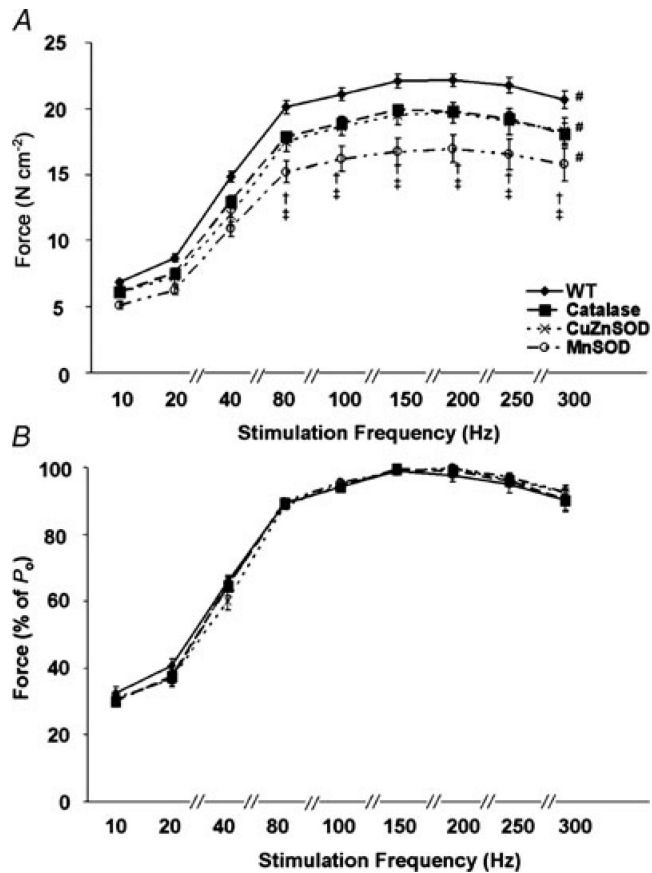 A
25
20
15
10
5
0
Force (N cm⁻²)
#
#
#
† † † † † †
‡ ‡ ‡ ‡ ‡ ‡
WT
Catalase
CuZnSOD
MnSOD
10 20 40 80 100 150 200 250 300
Stimulation Frequency (Hz)
B
100
80
60
40
20
0
Force (% of Pₒ)
10 20 40 80 100 150 200 250 300
Stimulation Frequency (Hz)